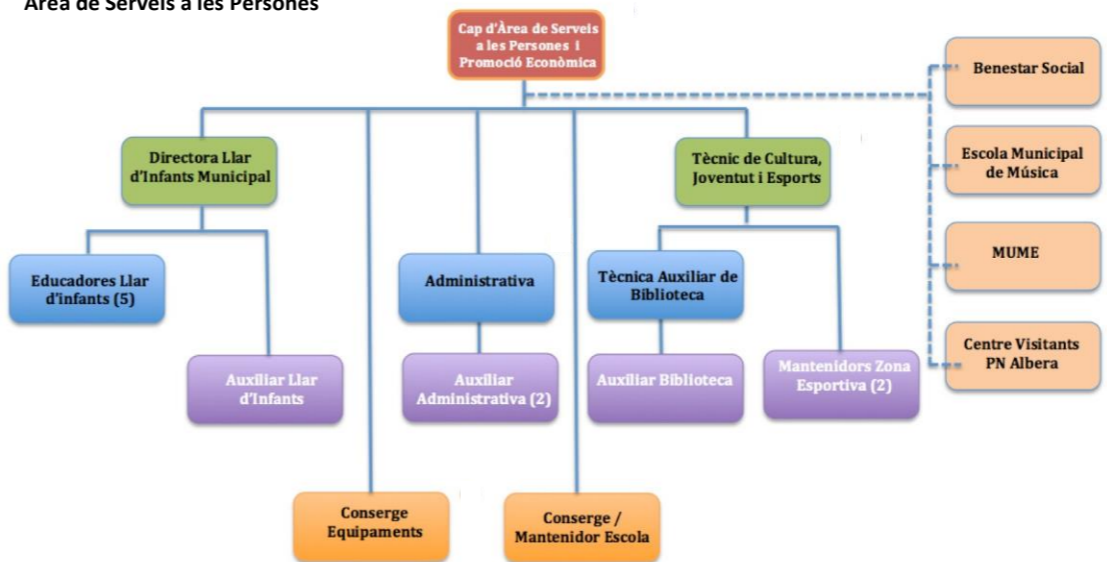 Àrea de Serveis a les Persones
Cap d'Àrea de Serveis
a les Persones i
Promoció Econòmica
Benestar Social
Directora Llar
d'Infants Municipal
Tècnic de Cultura,
Joventut i Esports
Escola Municipal
de Música
MUME
Educadores Llar
d'infants (5)
Administrativa
Tècnica Auxiliar de
Biblioteca
Centre Visitants
PN Albera
Auxiliar Llar
d'Infants
Auxiliar
Administrativa (2)
Auxiliar Biblioteca
Mantenidors Zona
Esportiva (2)
Conserge
Equipaments
Conserge /
Mantenidor Escola